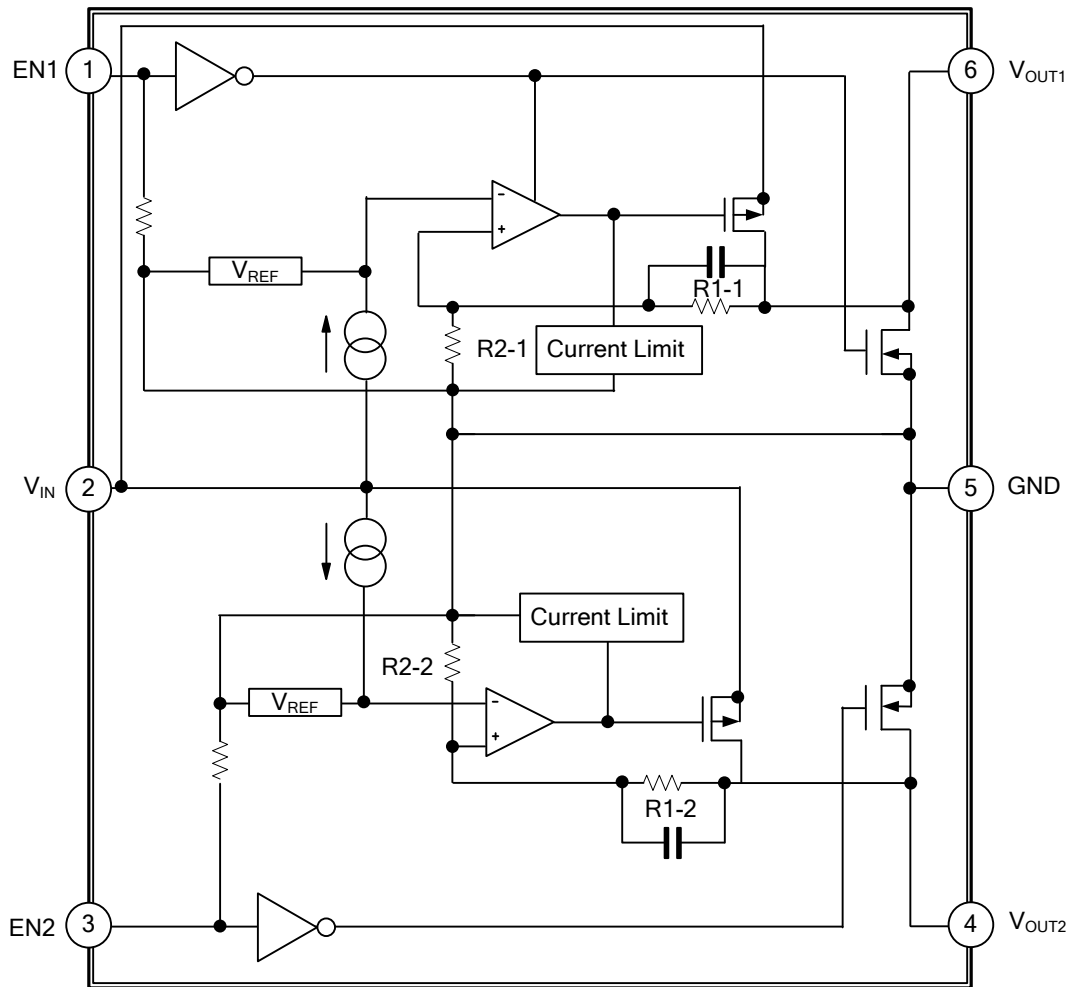 EN1
1
6
VOUT1
-
+
VREF
R1-1
R2-1
Current Limit
VIN
2
5
GND
Current Limit
R2-2
VREF
-
+
R1-2
EN2
3
4
VOUT2